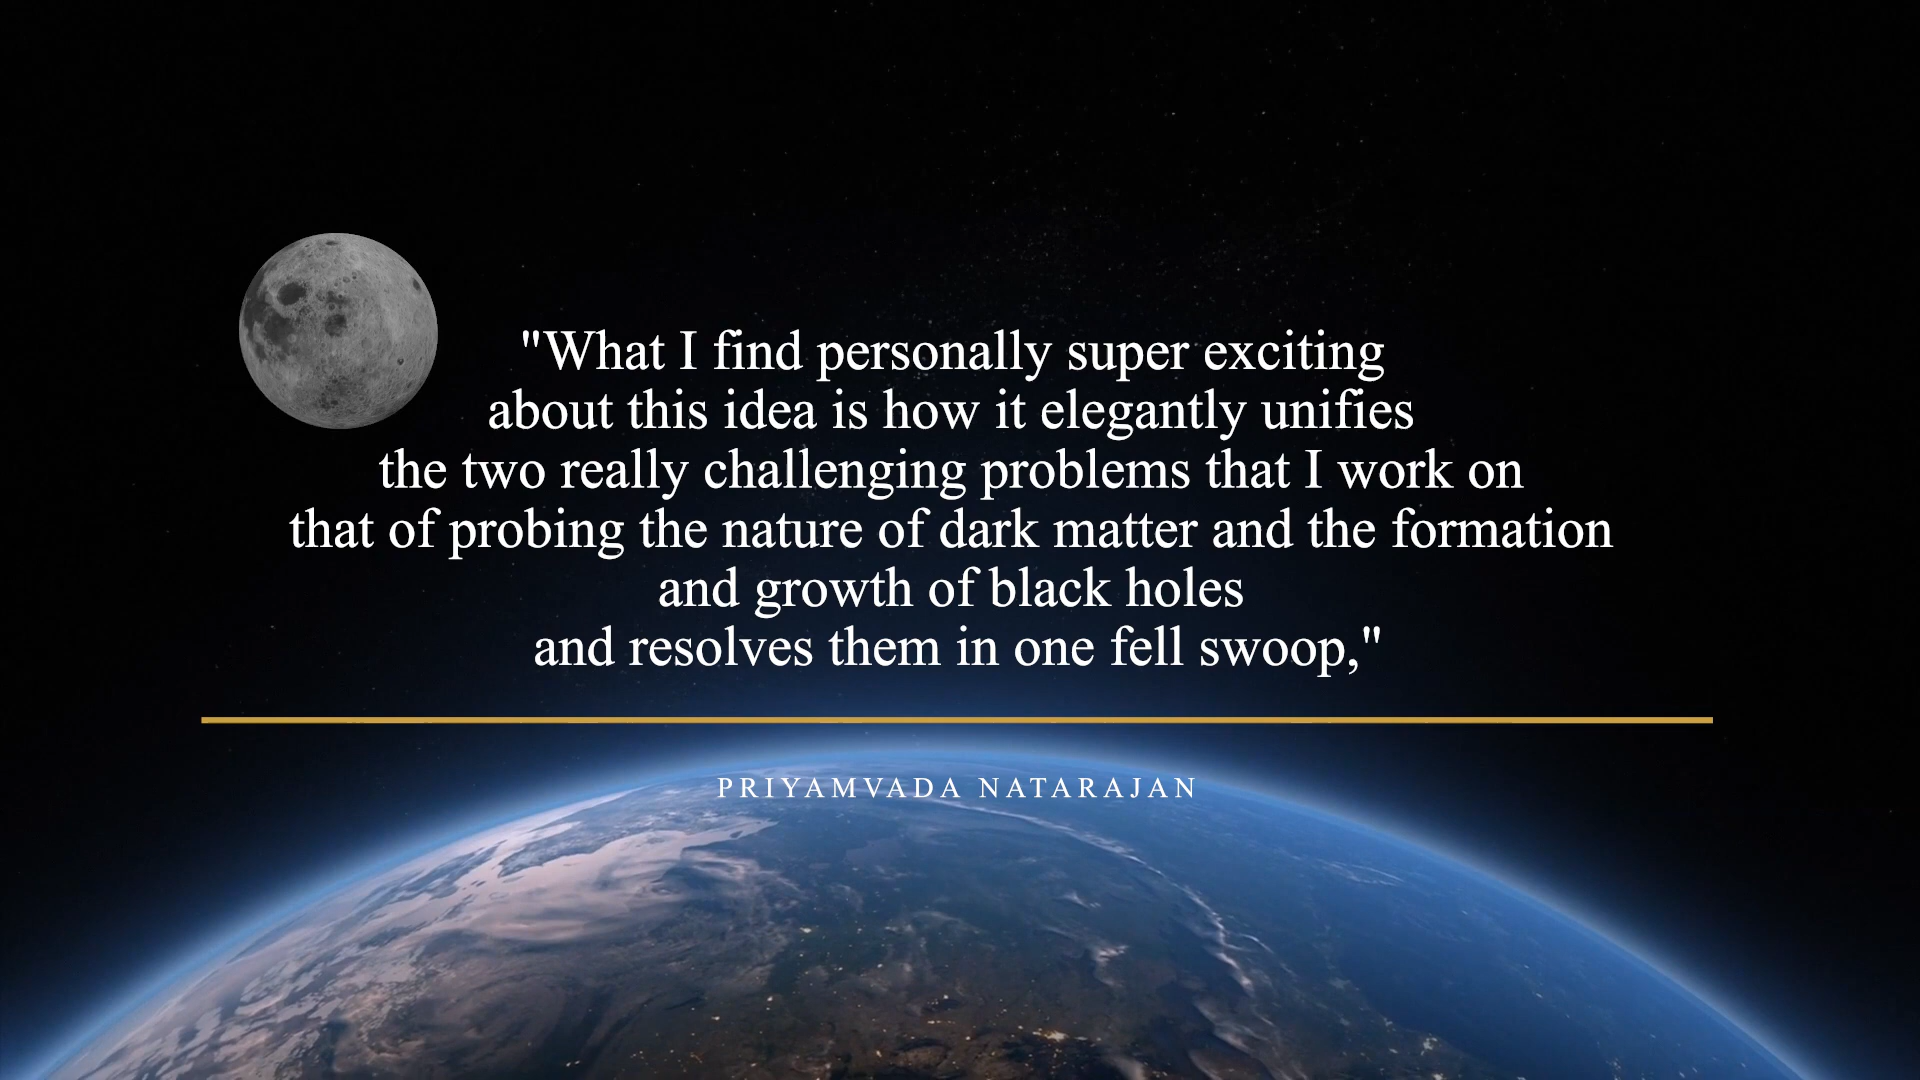 "What I find personally super exciting
about this idea is how it elegantly unifies
the two really challenging problems that I work on
that of probing the nature of dark matter and the formation
and growth of black holes
and resolves them in one fell swoop,"
PRIYAMVADA NATARAJAN